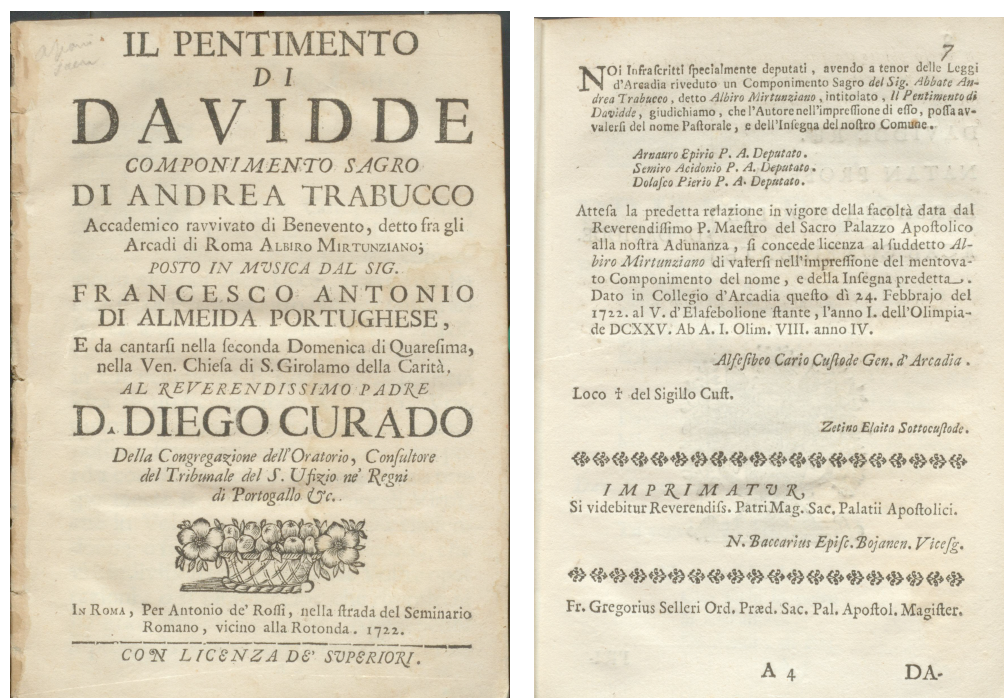 IL PENTIMENTO
DI
DAVIDDE
COMPONIMENTO SAGRO
DI ANDREA TRABUCCO
Accademico ravvivato di Benevento, detto fra gli
Arcadi di Roma ALBIRO MIRTUNZIANO;
POSTO IN MVSICA DAL SIG.
FRANCESCO ANTONIO
DI ALMEIDA PORTUGHESE,
E da cantarſi nella ſeconda Domenica di Quareſima,
nella Ven. Chieſa di S. Girolamo della Carità,
AL REVERENDISSIMO PADRE
D. DIEGO CURADO
Della Congregazione dell'Oratorio, Conſultore
del Tribunale del S. Ufizio ne' Regni
di Portogallo &c.
IN ROMA, Per Antonio de' Roſſi, nella ſtrada del Seminario
Romano, vicino alla Rotonda. 1722.
CON LICENZA DE' SVPERIORI.
7
NOi Infraſcritti ſpecialmente deputati, avendo a tenor delle Leggi
d'Arcadia riveduto un Componimento Sagro del Sig. Abbate An-
drea Trabucco, detto Albiro Mirtunziano, intitolato, Il Pentimento di
Davidde, giudichiamo, che l'Autore nell'impreſſione di eſſo, poſſa av-
valerſi del nome Paſtorale, e dell'Inſegna del noſtro Comune.
Arnauro Epirio P. A. Deputato.
Semiro Acidonio P. A. Deputato.
Dolaſco Pierio P. A. Deputato.
Atteſa la predetta relazione in vigore della facoltà data dal
Reverendiſſimo P. Maeſtro del Sacro Palazzo Apoſtolico
alla noſtra Adunanza, ſi concede licenza al ſuddetto Al-
biro Mirtunziano di valerſi nell'impreſſione del mentova-
to Componimento del nome, e della Inſegna predetta.
Dato in Collegio d'Arcadia queſto dì 24. Febbrajo del
1722. al V. d'Elafebolione ſtante, l'anno I. dell'Olimpia-
de DCXXV. Ab A. I. Olim. VIII. anno IV.
Alfeſibeo Cario Cuſtode Gen. d'Arcadia.
Loco † del Sigillo Cuſt.
Zetino Elaita Sottocuſtode.
IMPRIMATVR,
Si videbitur Reverendiſs. Patri Mag. Sac. Palatii Apoſtolici.
N. Baccarius Epiſc. Bojanen. Viceſg.
Fr. Gregorius Selleri Ord. Præd. Sac. Pal. Apoſtol. Magiſter.
A 4 DA-